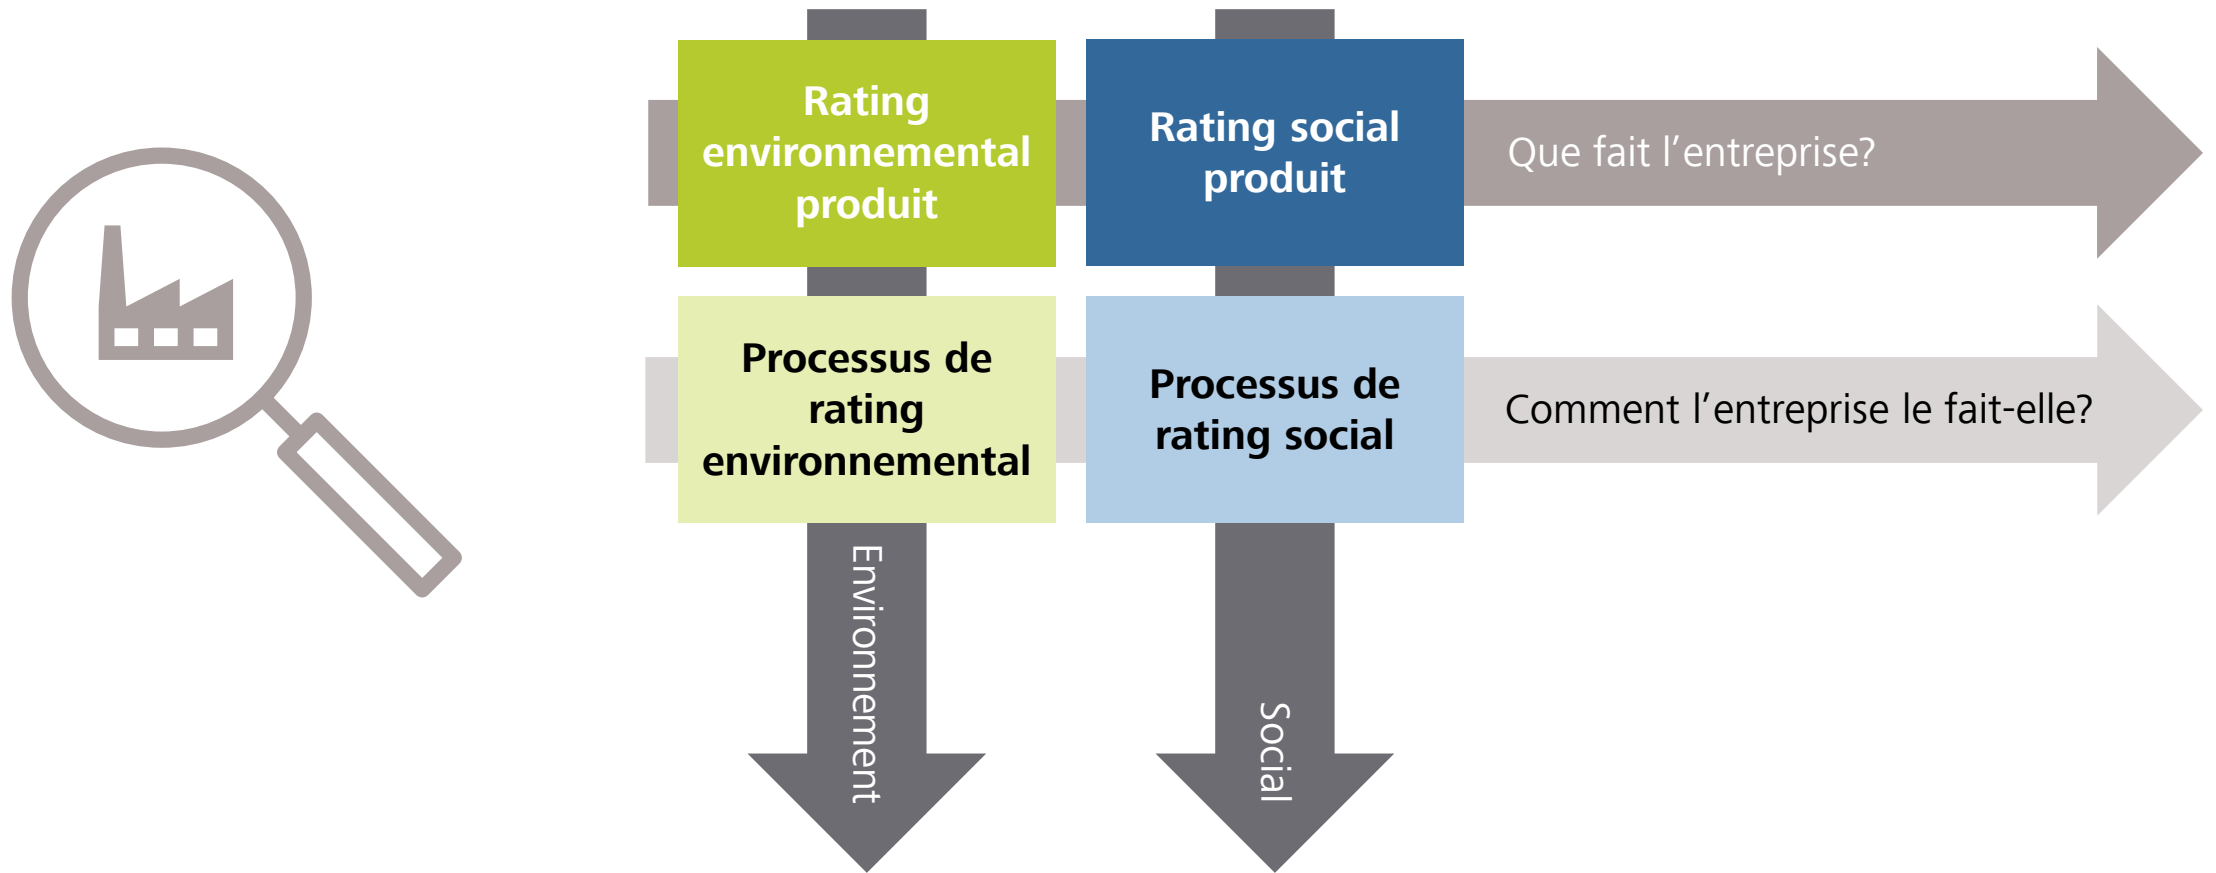 Rating
environnemental
produit
Rating social
produit
Que fait l’entreprise?
Processus de
rating
environnemental
Processus de
rating social
Comment l’entreprise le fait-elle?
Environnement
Social